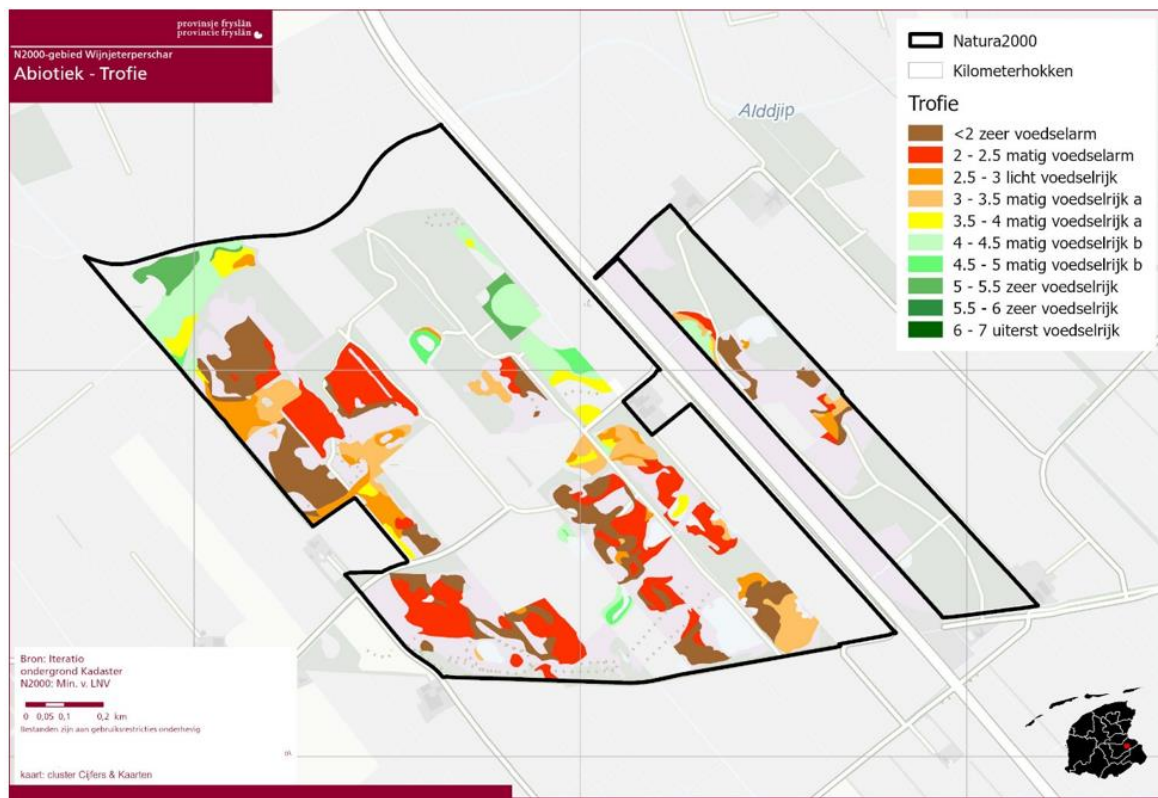 provinsje fryslân
provincie fryslân
N2000-gebied Wijnjeterperschar
Abiotiek - Trofie
Alddjip
Natura2000
Kilometerhokken
Trofie
<2 zeer voedselarm
2 - 2.5 matig voedselarm
2.5 - 3 licht voedselrijk
3 - 3.5 matig voedselrijk a
3.5 - 4 matig voedselrijk a
4 - 4.5 matig voedselrijk b
4.5 - 5 matig voedselrijk b
5 - 5.5 zeer voedselrijk
5.5 - 6 zeer voedselrijk
6 - 7 uiterst voedselrijk
Bron: Iteratio
ondergrond Kadaster
N2000: Min. v. LNV
0 0,05 0,1 0,2 km
Bestanden zijn aan gebruiksrestricties onderhevig
kaart: cluster Cijfers & Kaarten